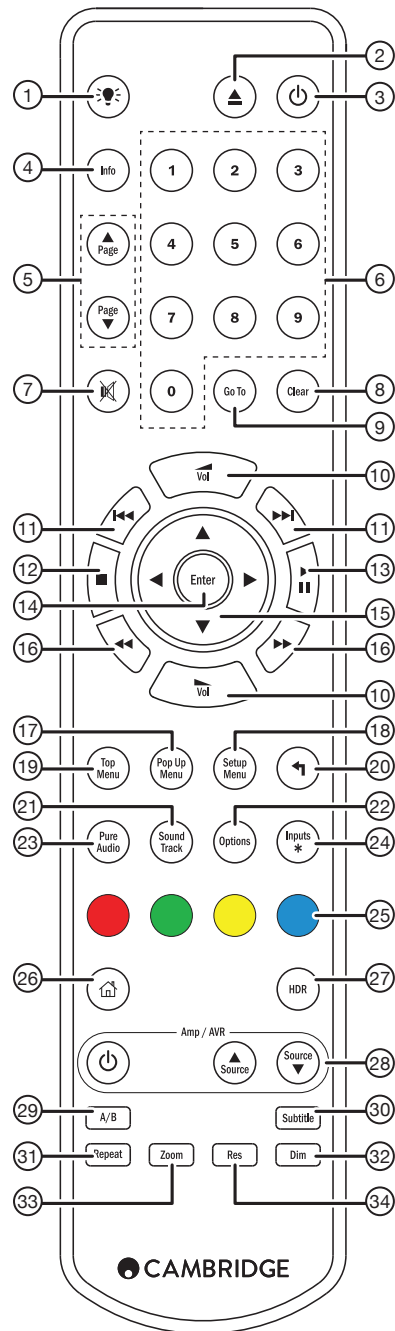 2
1
3
4
Info
1
2
3
Page
4
5
6
5
6
Page
7
8
9
7
0
Go To
Clear
8
9
Vol
10
11
11
12
13
Enter
14
15
16
16
Vol
10
17
18
Top Menu
Pop Up Menu
Setup Menu
19
20
21
22
Pure Audio
Sound Track
Options
Inputs *
23
24
25
26
HDR
27
Amp / AVR
Source
Source
28
29
A/B
Subtitle
30
31
Repeat
Zoom
Res
Dim
32
33
34
CAMBRIDGE